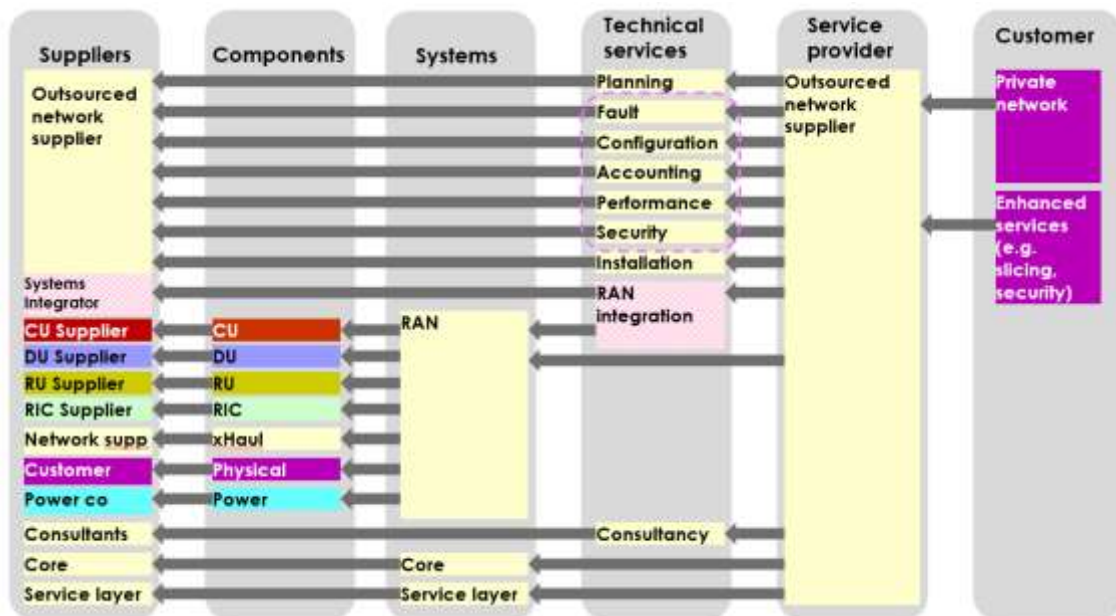 Suppliers
Components
Systems
Technical
services
Service
provider
Customer
Outsourced
network
supplier
Planning
Fault
Configuration
Accounting
Performance
Security
Installation
Outsourced
network
supplier
Private
network
Enhanced
services
(e.g.
slicing,
security)
Systems
Integrator
RAN
integration
CU Supplier
CU
RAN
DU Supplier
DU
RU Supplier
RU
RIC Supplier
RIC
Network supp
xHaul
Customer
Physical
Power co
Power
Consultants
Consultancy
Core
Core
Service layer
Service layer